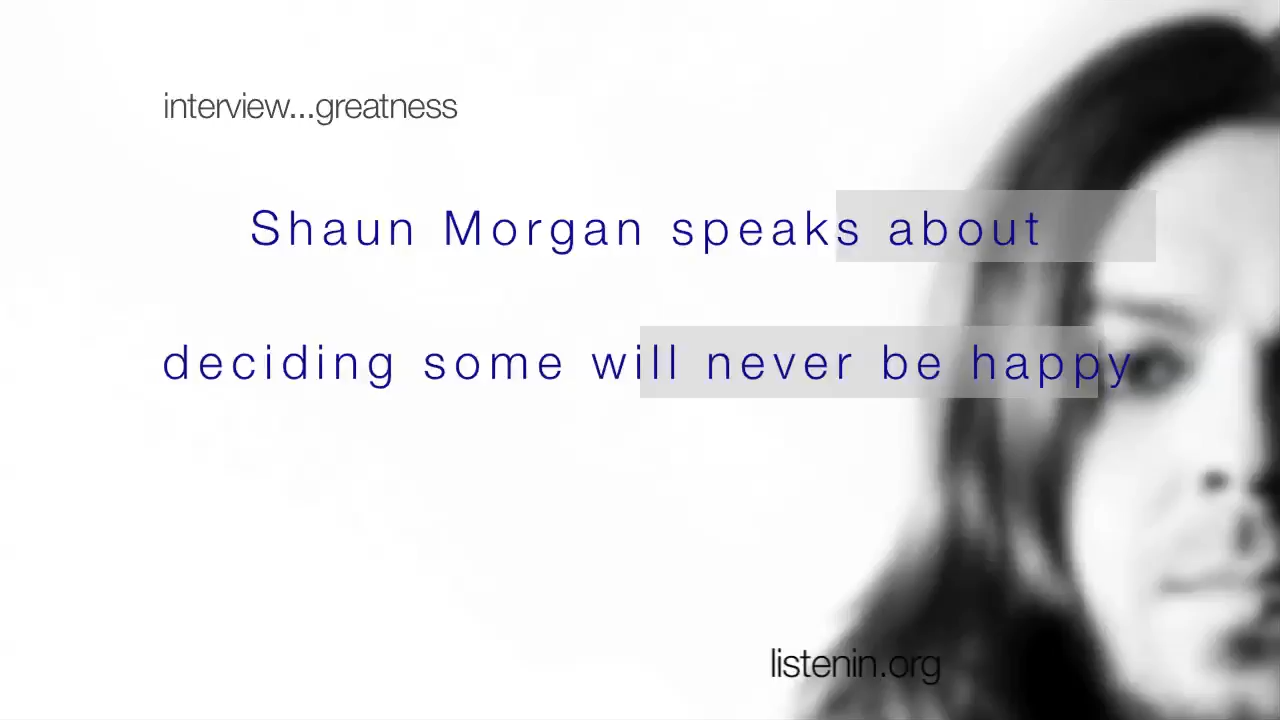 interview...greatness
Shaun Morgan speaks about
deciding some will never be happy
listenin.org